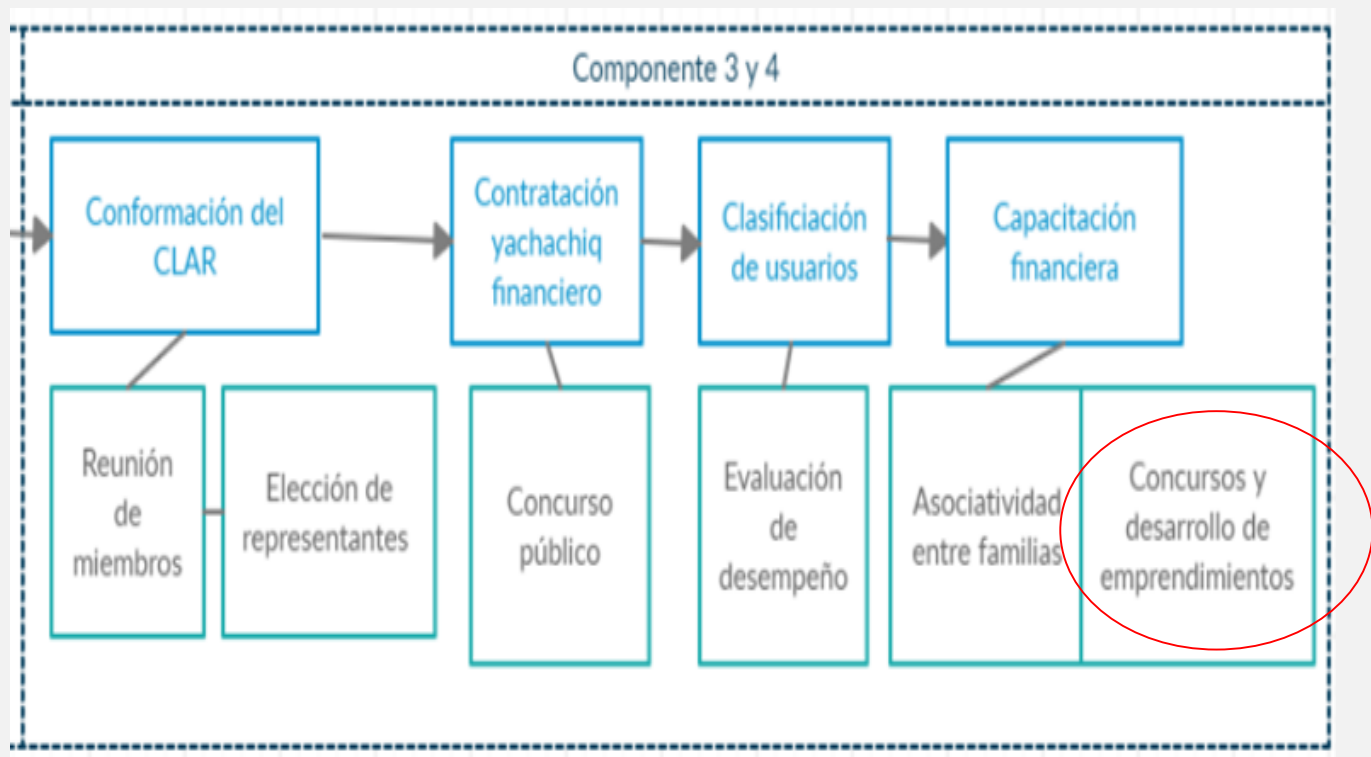 Componente 3 y 4
Conformación del
CLAR
Contratación
yachachiq
financiero
Clasificiación
de usuarios
Capacitación
financiera
Reunión
de
miembros
Elección de
representantes
Concurso
público
Evaluación
de
desempeño
Asociatividad
entre familias
Concursos y
desarrollo de
emprendimientos